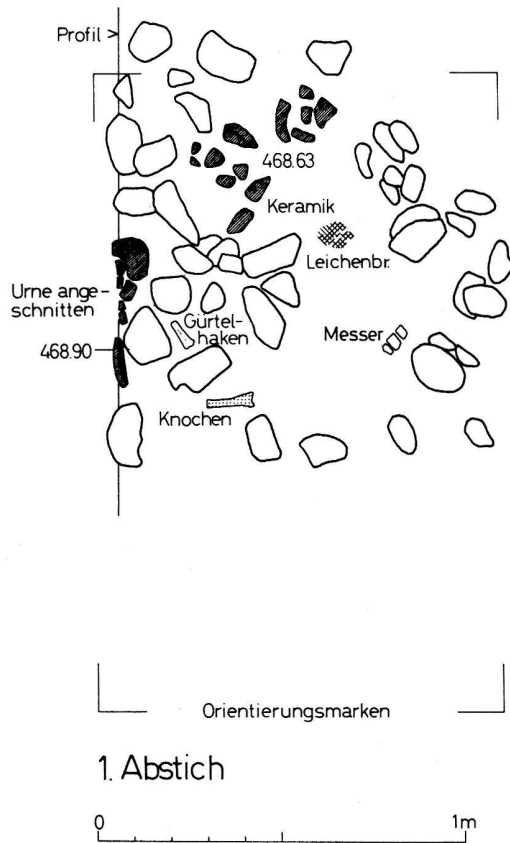 Profil >
468.63
Keramik
Leichenbr.
Urne ange-
schnitten
Gürtel-
haken
Messer
468.90
Knochen
Orientierungsmarken
1. Abstich
0
1m